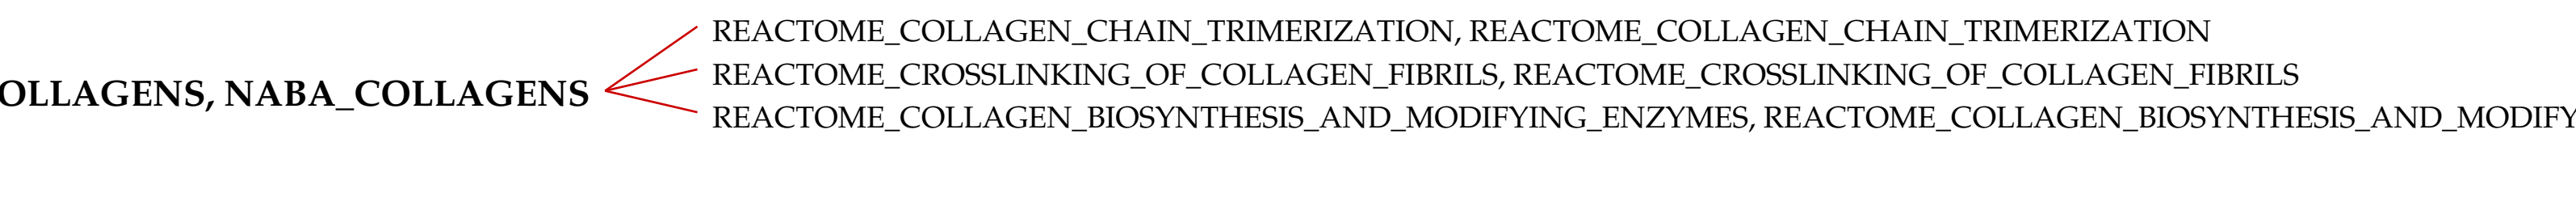 REACTOME_COLLAGEN_CHAIN_TRIMERIZATION, REACTOME_COLLAGEN_CHAIN_TRIMERIZATION
OLLAGENS, NABA_COLLAGENS
REACTOME_CROSSLINKING_OF_COLLAGEN_FIBRILS, REACTOME_CROSSLINKING_OF_COLLAGEN_FIBRILS
REACTOME_COLLAGEN_BIOSYNTHESIS_AND_MODIFYING_ENZYMES, REACTOME_COLLAGEN_BIOSYNTHESIS_AND_MODIFY